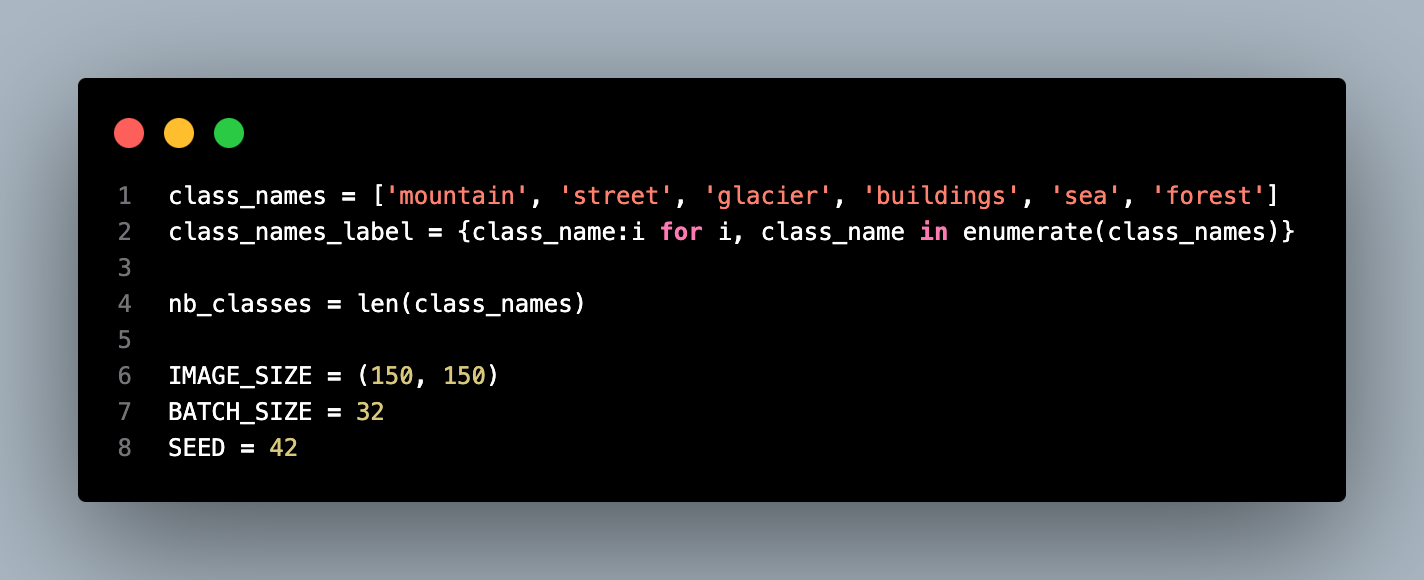 1 class_names = ['mountain', 'street', 'glacier', 'buildings', 'sea', 'forest']
2 class_names_label = {class_name:i for i, class_name in enumerate(class_names)}
3
4 nb_classes = len(class_names)
5
6 IMAGE_SIZE = (150, 150)
7 BATCH_SIZE = 32
8 SEED = 42